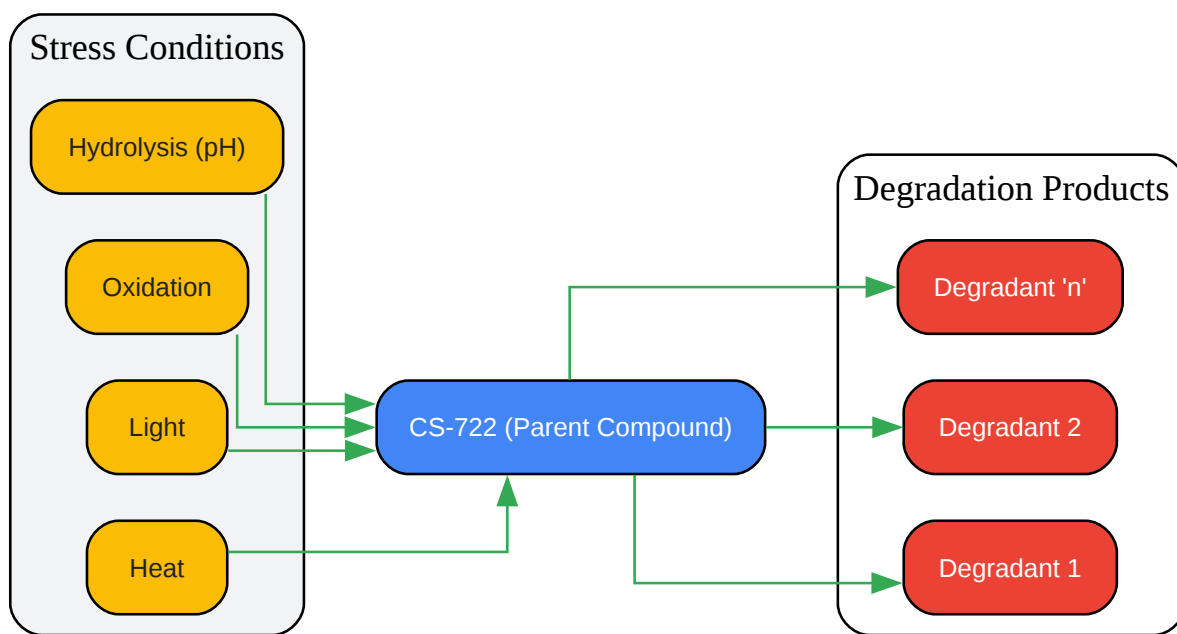 Stress Conditions
Hydrolysis (pH)
Oxidation
Light
Heat
CS-722 (Parent Compound)
Degradation Products
Degradant 'n'
Degradant 2
Degradant 1